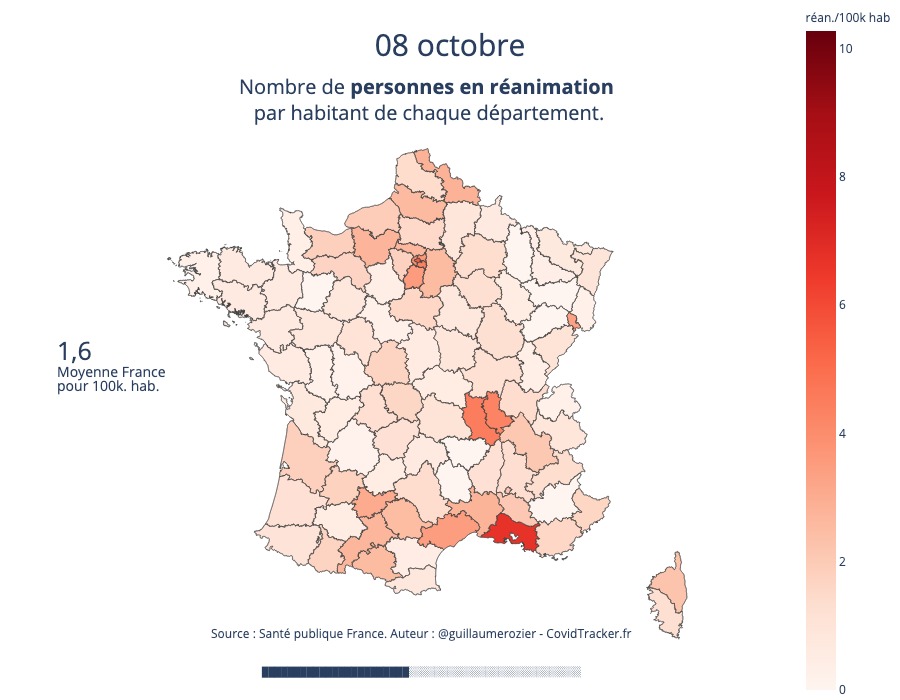 réan./100k hab
08 octobre
Nombre de personnes en réanimation
par habitant de chaque département.
10
8
6
4
2
0
1,6
Moyenne France
pour 100k. hab.
Source : Santé publique France. Auteur : @guillaumerozier - CovidTracker.fr